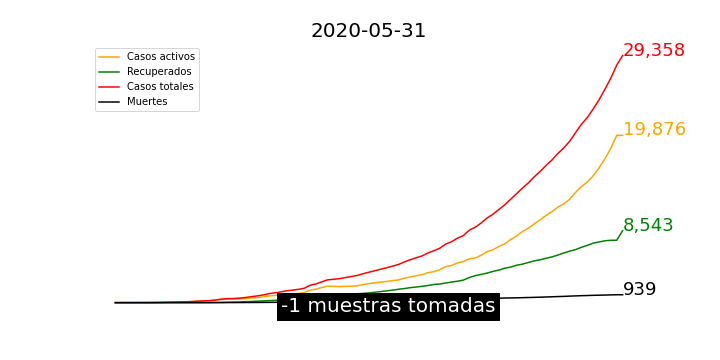 2020-05-31
Casos activos
Recuperados
Casos totales
Muertes
29,358
19,876
8,543
939
-1 muestras tomadas